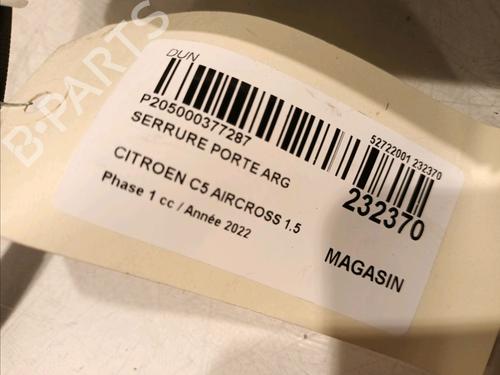 DUN
P205000377287
52722001 232370
SERRURE PORTE ARG
232370
CITROEN C5 AIRCROSS 1.5
Phase 1 cc / Année 2022
MAGASIN
B-PARTS